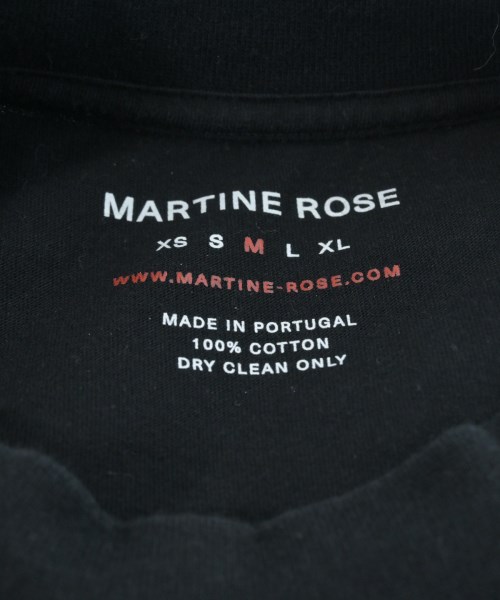 MARTINE ROSE
XS S M L XL
WWW.MARTINE-ROSE.COM
MADE IN PORTUGAL
100% COTTON
DRY CLEAN ONLY